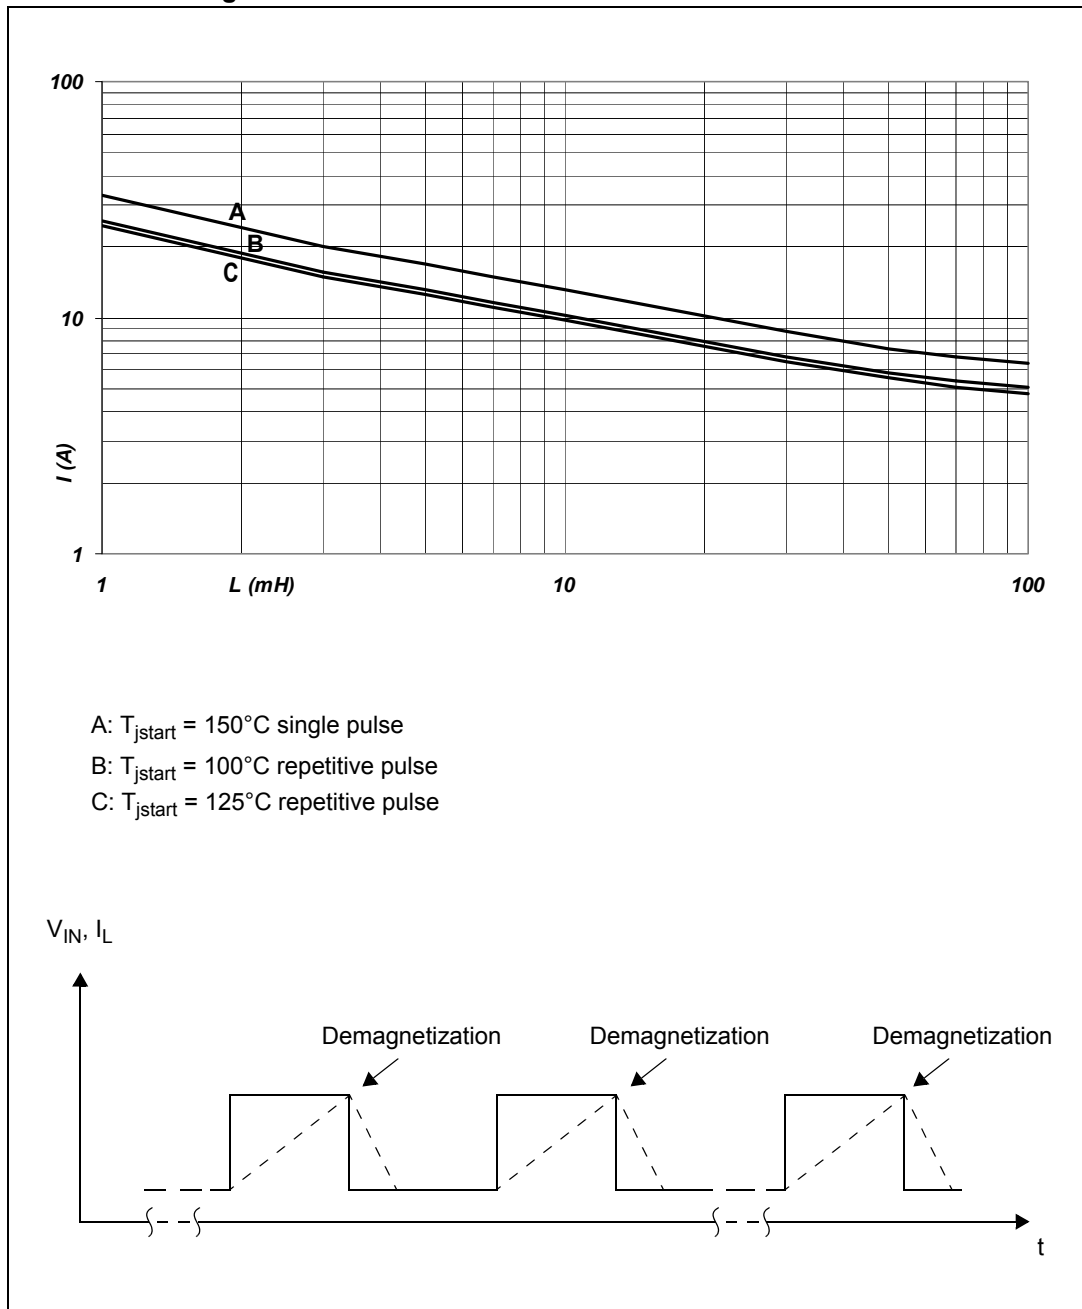 100
A
B
C
10
I (A)
1
1 L (mH) 10 100
A: Tjstart = 150°C single pulse
B: Tjstart = 100°C repetitive pulse
C: Tjstart = 125°C repetitive pulse
VIN, IL
Demagnetization Demagnetization Demagnetization
t